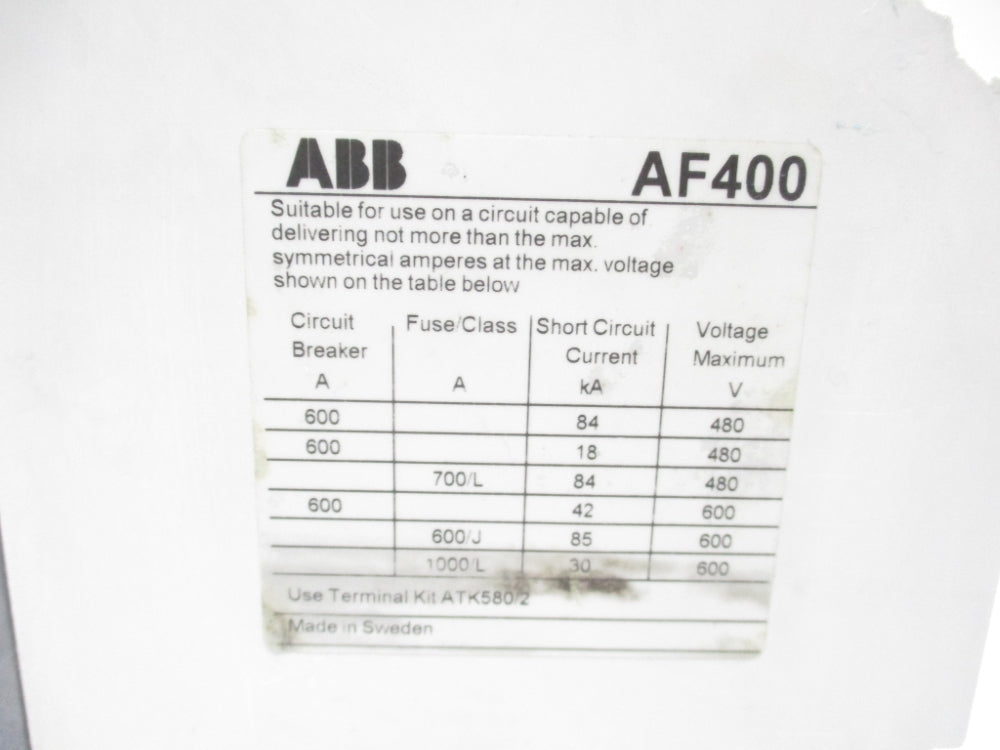 ABB AF400
Suitable for use on a circuit capable of
delivering not more than the max.
symmetrical amperes at the max. voltage
shown on the table below
Circuit Fuse/Class Short Circuit Voltage
Breaker Current Maximum
A A kA V
600 84 480
600 18 480
700/L 84 480
600 42 600
600/J 85 600
1000/L 30 600
Use Terminal Kit ATK580/2
Made in Sweden